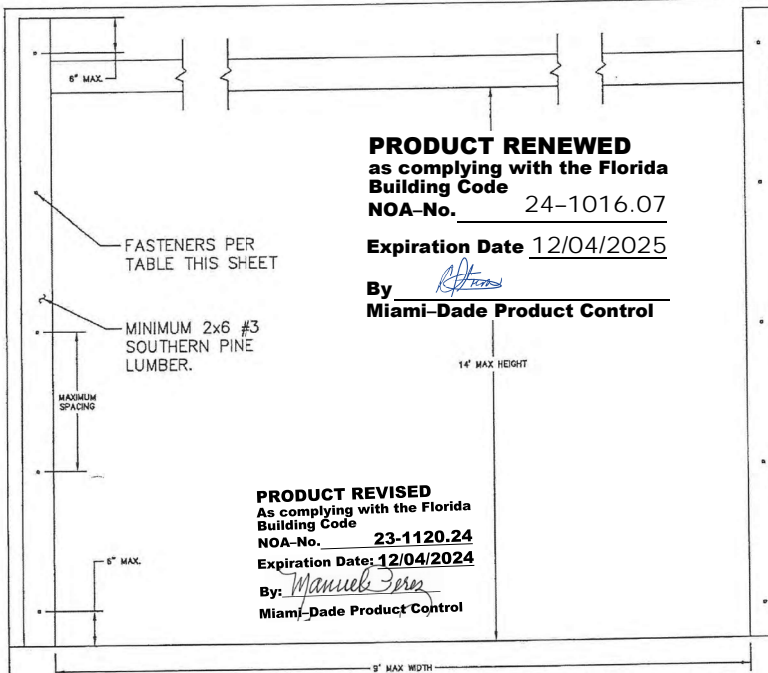 6" MAX.
PRODUCT RENEWED
as complying with the Florida
Building Code
NOA–No. 24–1016.07
Expiration Date 12/04/2025
By
Miami–Dade Product Control
FASTENERS PER
TABLE THIS SHEET
MINIMUM 2x6 #3
SOUTHERN PINE
LUMBER.
14' MAX HEIGHT
MAXIMUM
SPACING
PRODUCT REVISED
As complying with the Florida
Building Code
NOA–No. 23-1120.24
Expiration Date: 12/04/2024
By: Manuel Perez
Miami–Dade Product Control
6" MAX.
9' MAX WIDTH